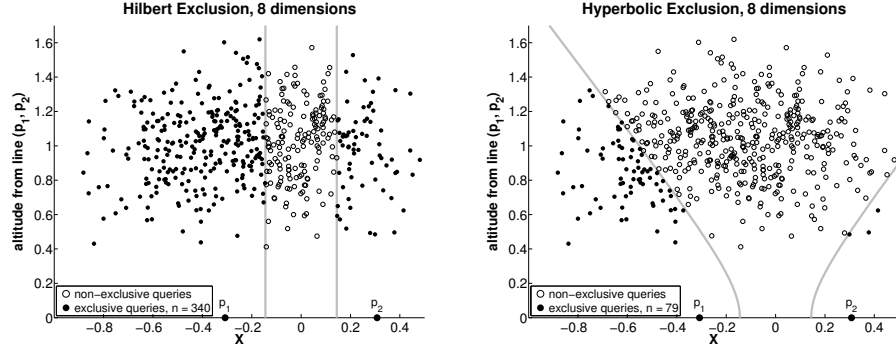 Hilbert Exclusion, 8 dimensions
altitude from line (p1, p2)
1.6
1.4
1.2
1
0.8
0.6
0.4
0.2
0
non-exclusive queries
exclusive queries, n = 340
p1
p2
−0.8 −0.6 −0.4 −0.2 0 0.2 0.4
X
Hyperbolic Exclusion, 8 dimensions
altitude from line (p1, p2)
1.6
1.4
1.2
1
0.8
0.6
0.4
0.2
0
non-exclusive queries
exclusive queries, n = 79
p1
p2
−0.8 −0.6 −0.4 −0.2 0 0.2 0.4
X